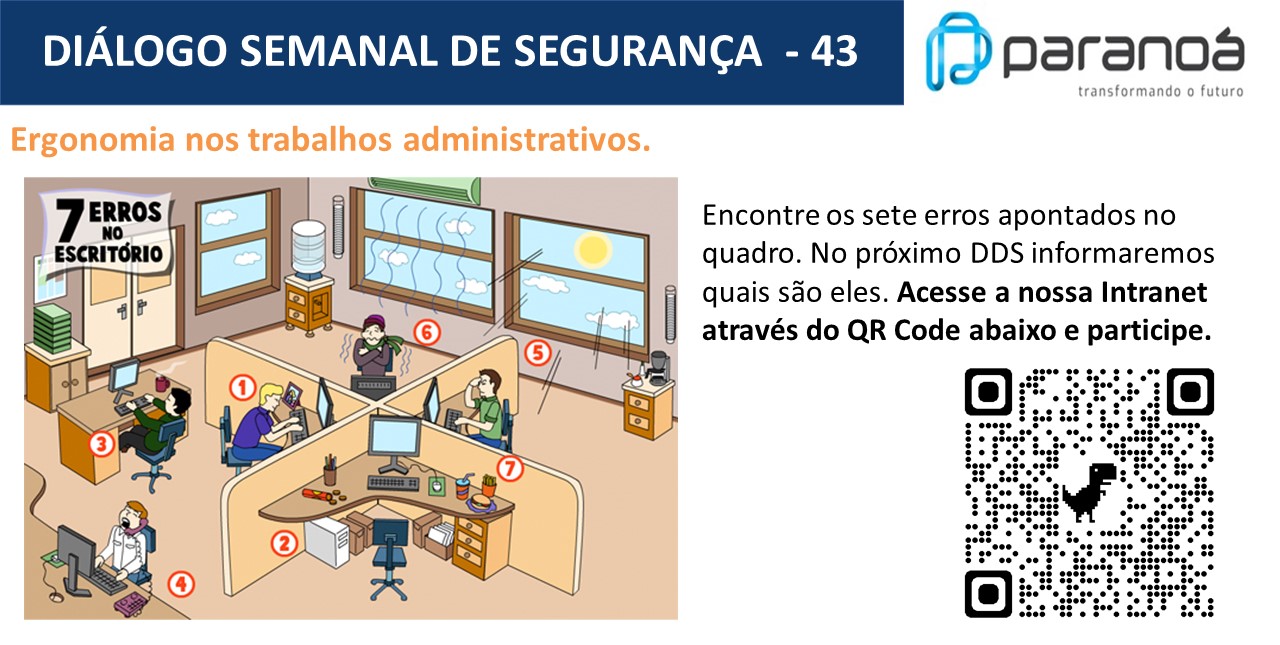 DIÁLOGO SEMANAL DE SEGURANÇA - 43
paranoá
transformando o futuro
Ergonomia nos trabalhos administrativos.
7 ERROS
NO
ESCRITÓRIO
Encontre os sete erros apontados no
quadro. No próximo DDS informaremos
quais são eles. Acesse a nossa Intranet
através do QR Code abaixo e participe.
6
5
1
3
7
2
4